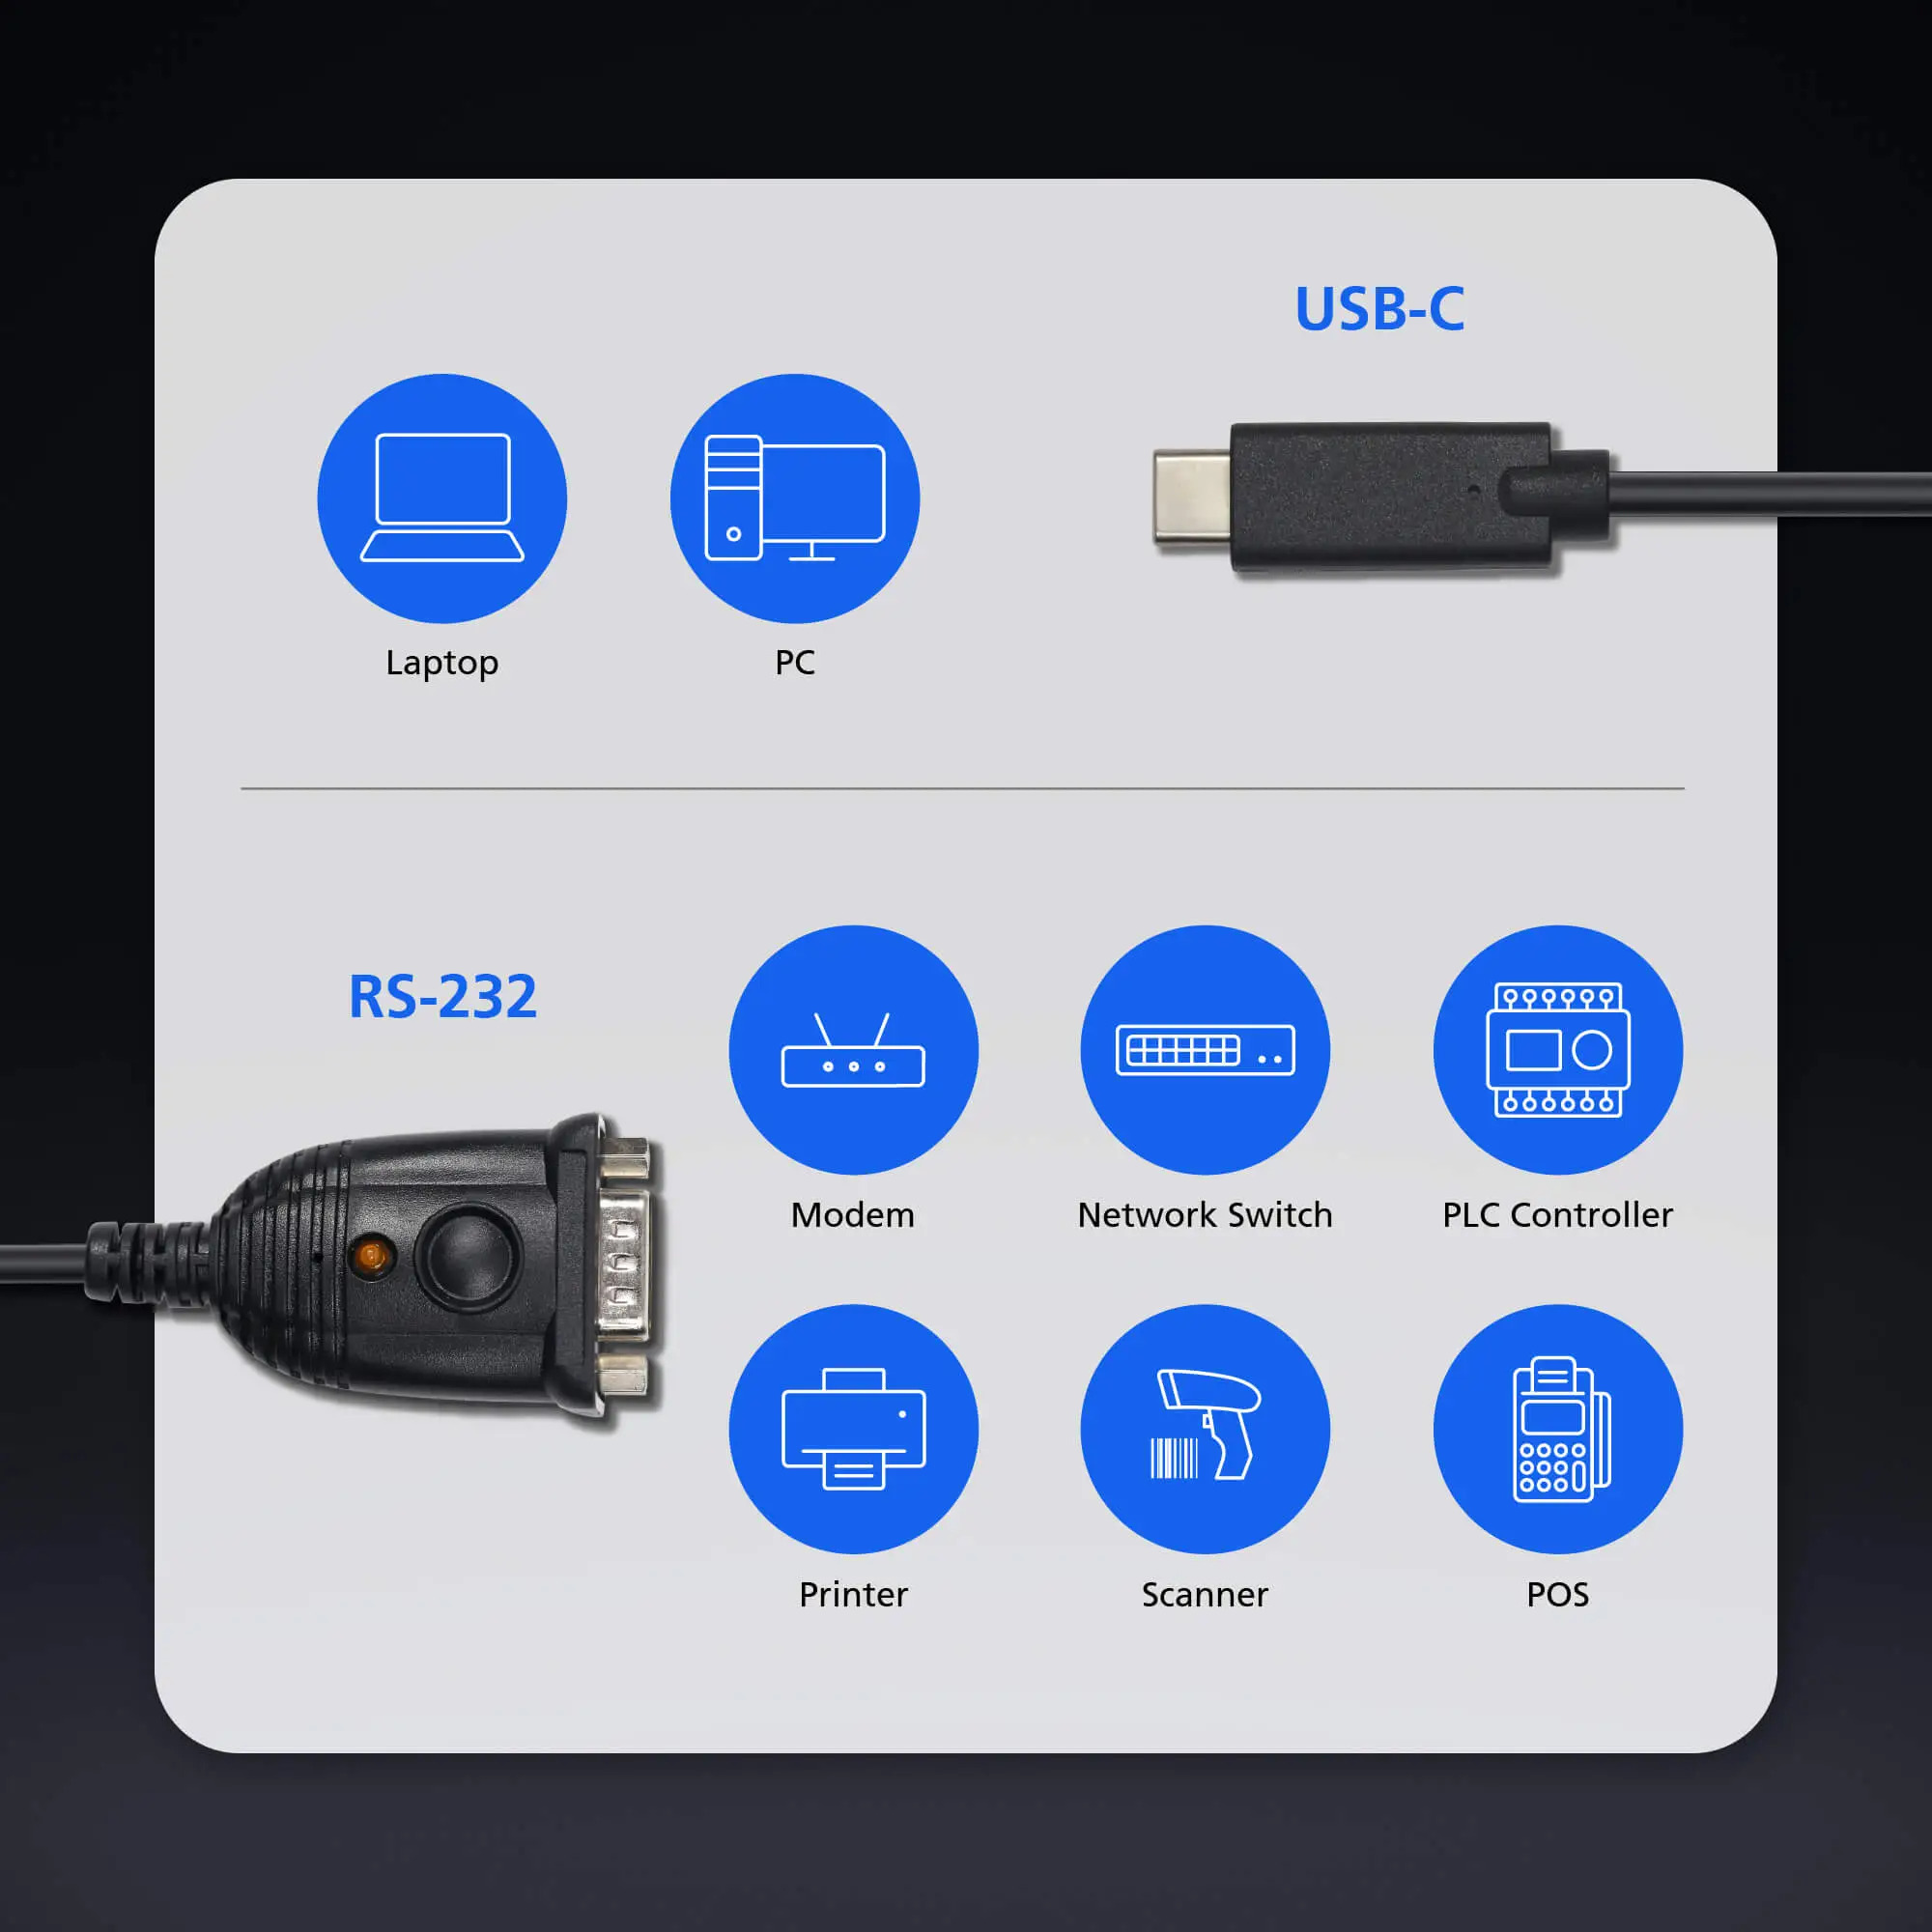 USB-C
Laptop
PC
RS-232
Modem
Network Switch
PLC Controller
Printer
Scanner
POS